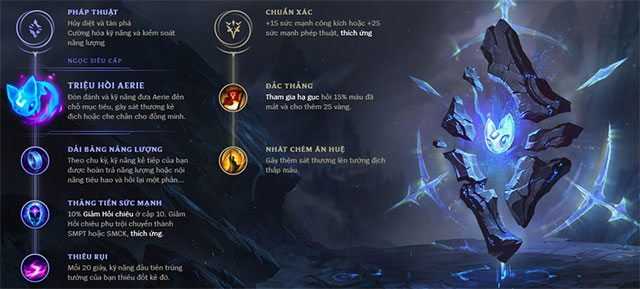 PHÁP THUẬT
Hủy diệt và tàn phá
Cường hóa kỹ năng và kiểm soát
năng lượng
NGỌC SIÊU CẤP
TRIỆU HỒI AERIE
Đòn đánh và kỹ năng đưa Aerie đến
chỗ mục tiêu, gây sát thương kẻ
địch hoặc che chắn cho đồng minh.
DẢI BĂNG NĂNG LƯỢNG
Theo chu kỳ, kỹ năng kế tiếp của bạn
được hoàn trả năng lượng hoặc nội
năng tiêu hao và hồi lại một phần...
THĂNG TIẾN SỨC MẠNH
10% Giảm Hồi chiêu ở cấp 10. Giảm
Hồi chiêu phụ trội chuyển thành
SMPT hoặc SMCK, thích ứng.
THIÊU RỤI
Mỗi 20 giây, kỹ năng đầu tiên trúng
tướng của bạn thiêu đốt kẻ đó.
CHUẨN XÁC
+15 sức mạnh công kích hoặc +25
sức mạnh phép thuật, thích ứng
ĐẮC THẮNG
Tham gia hạ gục hồi 15% máu đã
mất và cho thêm 25 vàng.
NHÁT CHÉM ÂN HUỆ
Gây thêm sát thương lên tướng địch
thấp máu.